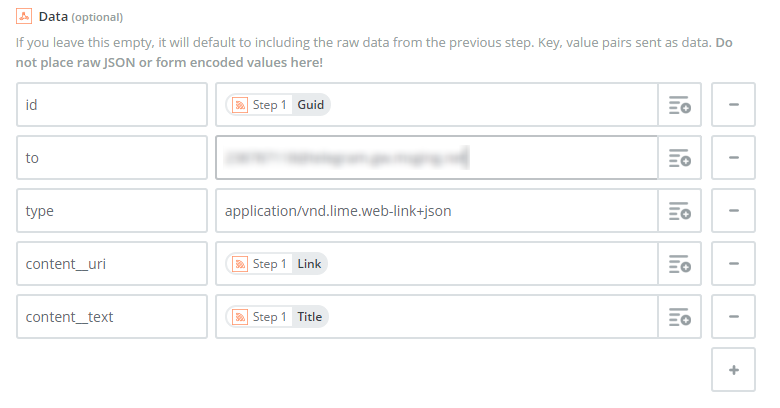 Data (optional)
If you leave this empty, it will default to including the raw data from the previous step. Key, value pairs sent as data. Do
not place raw JSON or form encoded values here!
id Step 1 Guid
to
type application/vnd.lime.web-link+json
content__uri Step 1 Link
content__text Step 1 Title